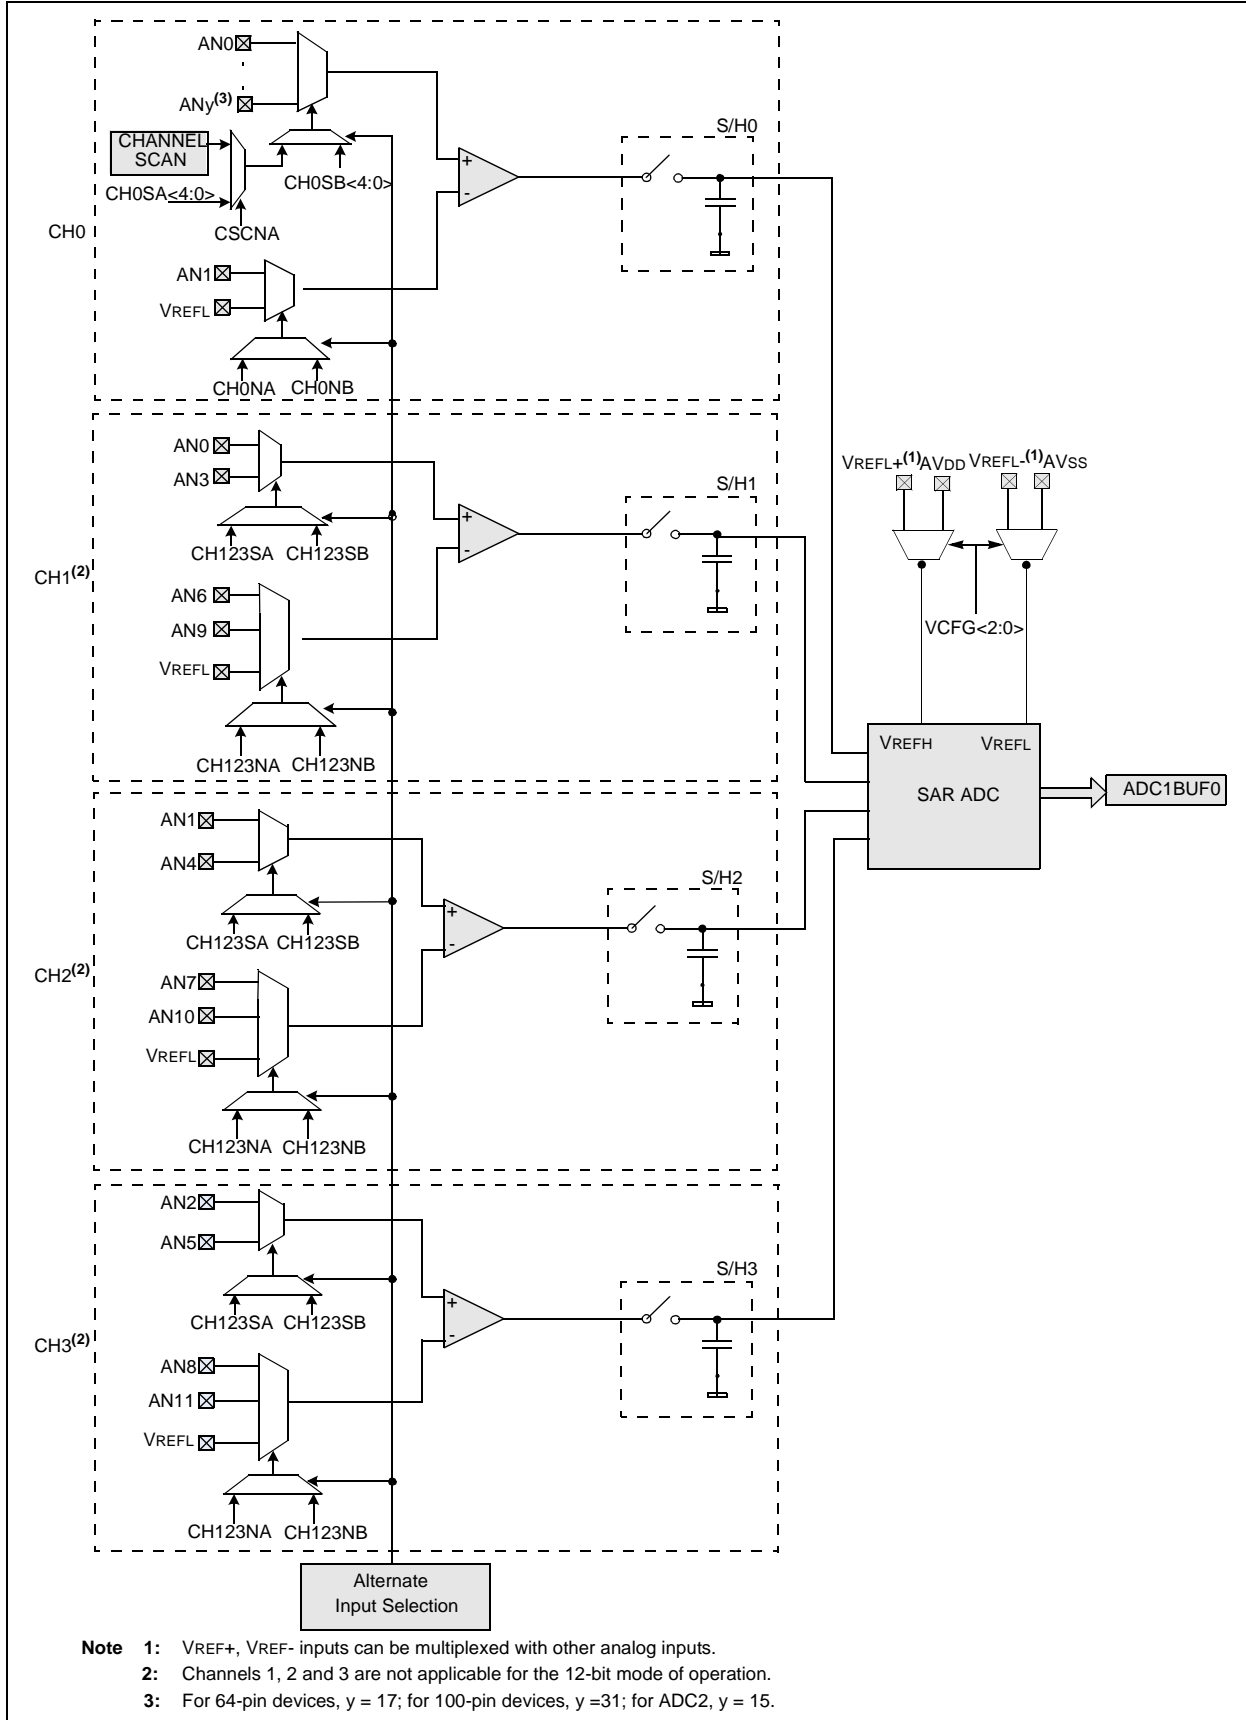 AN0
ANy(3)
CHANNEL
SCAN
CH0SA<4:0>
CH0SB<4:0>
CSCNA
CH0
AN1
VREFL
CH0NA CH0NB
+
-
S/H0
AN0
AN3
CH123SA CH123SB
CH1(2)
AN6
AN9
VREFL
CH123NA CH123NB
+
-
S/H1
VREFL+(1) AVDD VREFL-(1) AVSS
VCFG<2:0>
VREFH VREFL
SAR ADC
ADC1BUF0
AN1
AN4
CH123SA CH123SB
CH2(2)
AN7
AN10
VREFL
CH123NA CH123NB
+
-
S/H2
AN2
AN5
CH123SA CH123SB
CH3(2)
AN8
AN11
VREFL
CH123NA CH123NB
+
-
S/H3
Alternate
Input Selection
Note 1: VREF+, VREF- inputs can be multiplexed with other analog inputs.
2: Channels 1, 2 and 3 are not applicable for the 12-bit mode of operation.
3: For 64-pin devices, y = 17; for 100-pin devices, y =31; for ADC2, y = 15.